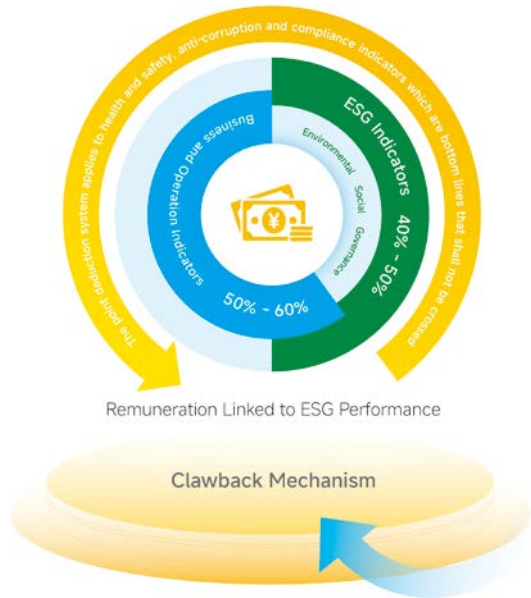 The point deduction system applies to health and safety, anti-corruption and compliance indicators which are bottom lines that shall not be crossed
Business and Operation Indicators
50% - 60%
ESG Indicators 40% - 50%
Environmental Social Governance
¥
Remuneration Linked to ESG Performance
Clawback Mechanism